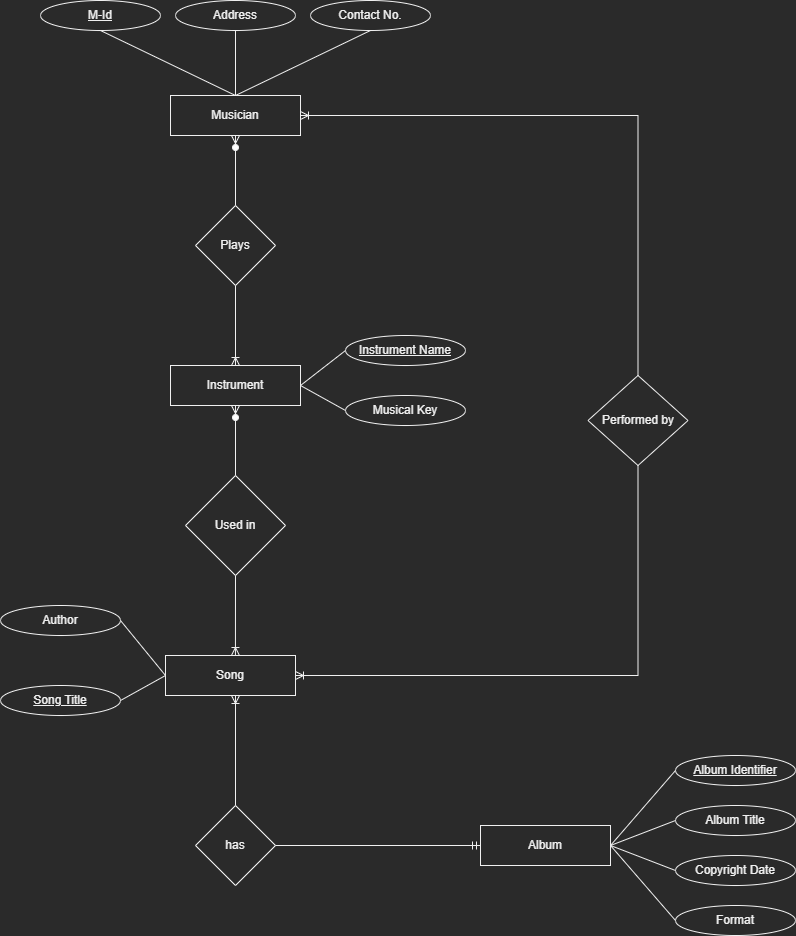 M-Id
Address
Contact No.
Musician
Plays
Instrument Name
Instrument
Musical Key
Performed by
Used in
Author
Song
Song Title
Album Identifier
Album Title
has
Album
Copyright Date
Format